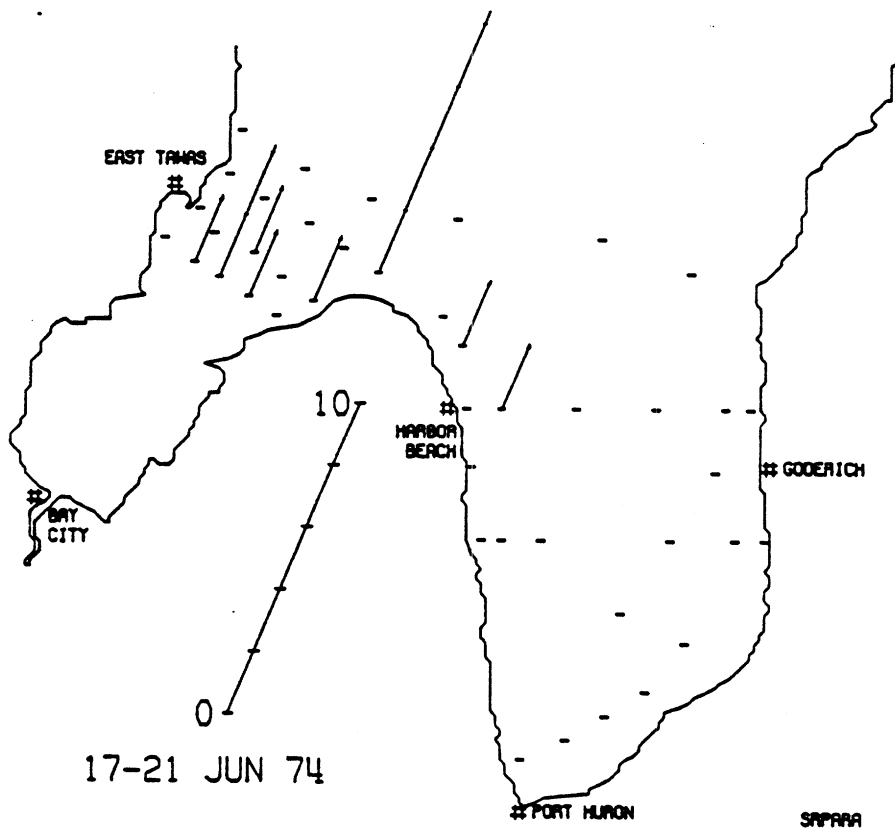 EAST TAWAS
10
HARBOR
BEACH
# GODERICH
BAY
CITY
0
17-21 JUN 74
# PORT HURON
SAPARA